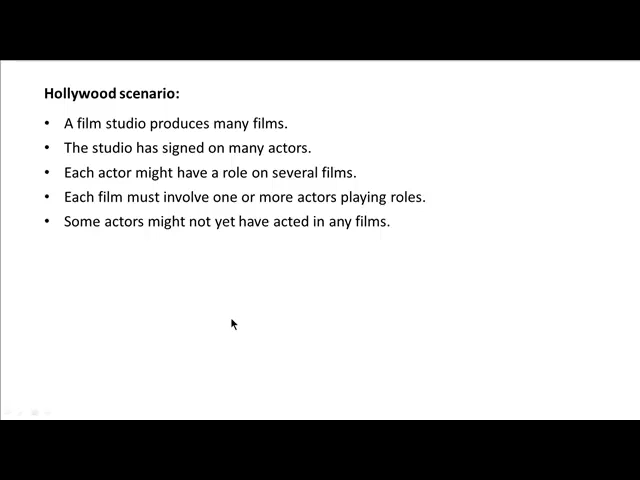 Hollywood scenario:
• A film studio produces many films.
• The studio has signed on many actors.
• Each actor might have a role on several films.
• Each film must involve one or more actors playing roles.
• Some actors might not yet have acted in any films.